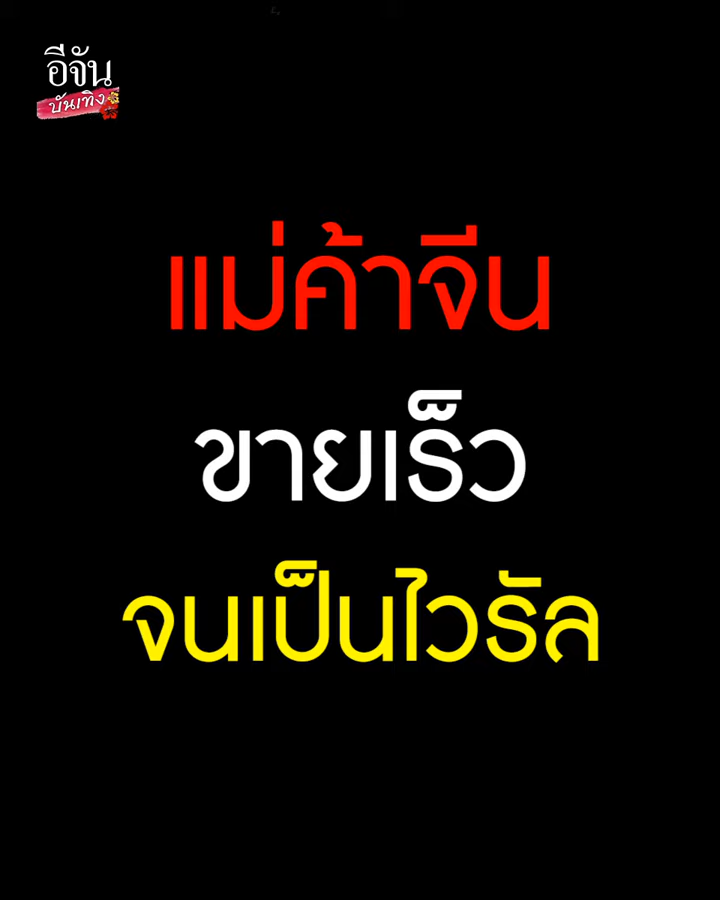 อีจัน
บันเทิง
แม่ค้าจีน
ขายเร็ว
จนเป็นไวรัล